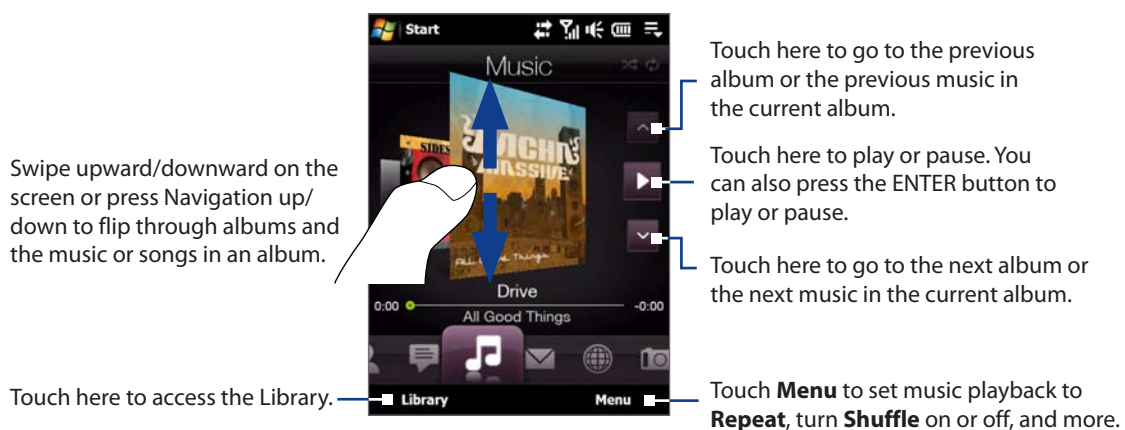 Start
Music
Touch here to go to the previous
album or the previous music in
the current album.
Swipe upward/downward on the
screen or press Navigation up/
down to flip through albums and
the music or songs in an album.
SIDES
MASSIVE
All Good Things
Touch here to play or pause. You
can also press the ENTER button to
play or pause.
Touch here to go to the next album or
the next music in the current album.
Drive
0:00
-0:00
All Good Things
Touch here to access the Library.
Library
Menu
Touch Menu to set music playback to
Repeat, turn Shuffle on or off, and more.